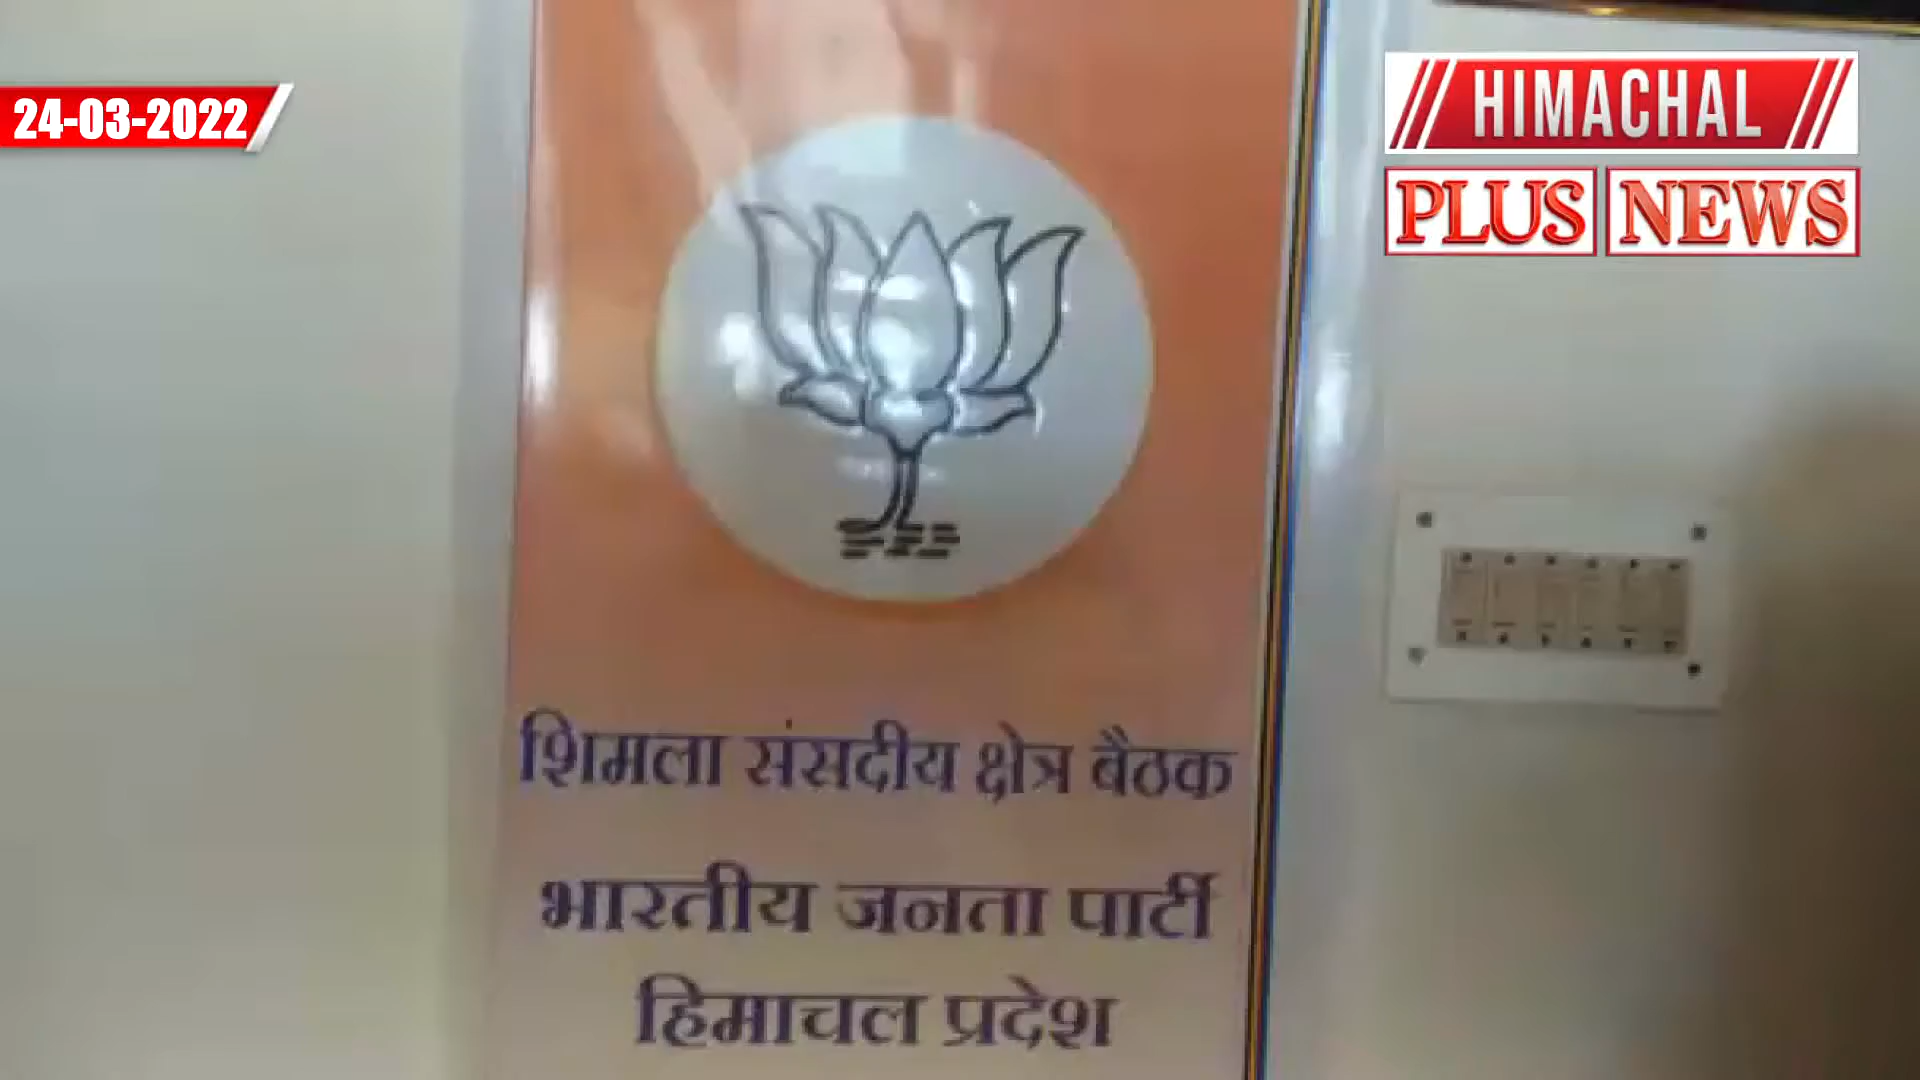 24-03-2022
HIMACHAL
PLUS NEWS
शिमला संसदीय क्षेत्र बैठक
भारतीय जनता पार्टी
हिमाचल प्रदेश